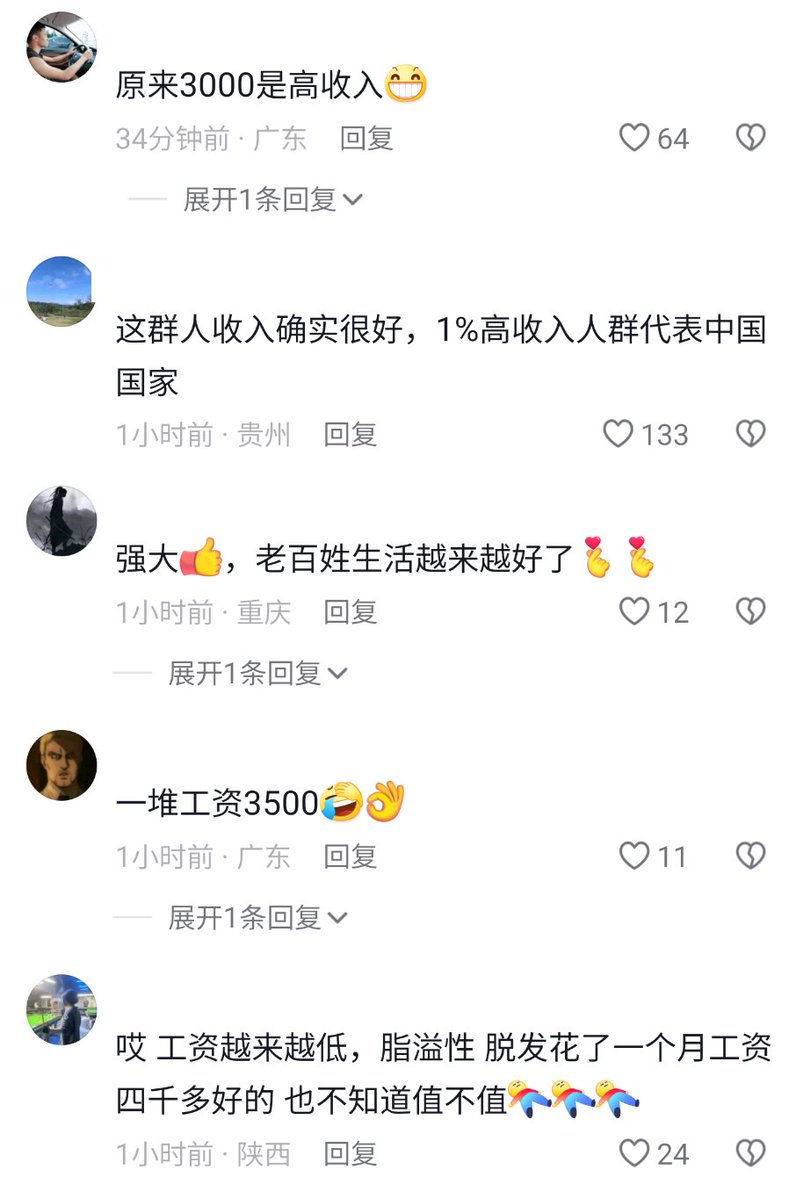 原来3000是高收入😁
34分钟前 · 广东 回复 64
展开1条回复
这群人收入确实很好，1%高收入人群代表中国
国家
1小时前 · 贵州 回复 133
强大👍，老百姓生活越来越好了🫰🫰
1小时前 · 重庆 回复 12
展开1条回复
一堆工资3500🤣👌
1小时前 · 广东 回复 11
展开1条回复
哎 工资越来越低，脂溢性 脱发花了一个月工资
四千多好的 也不知道值不值
1小时前 · 陕西 回复 24